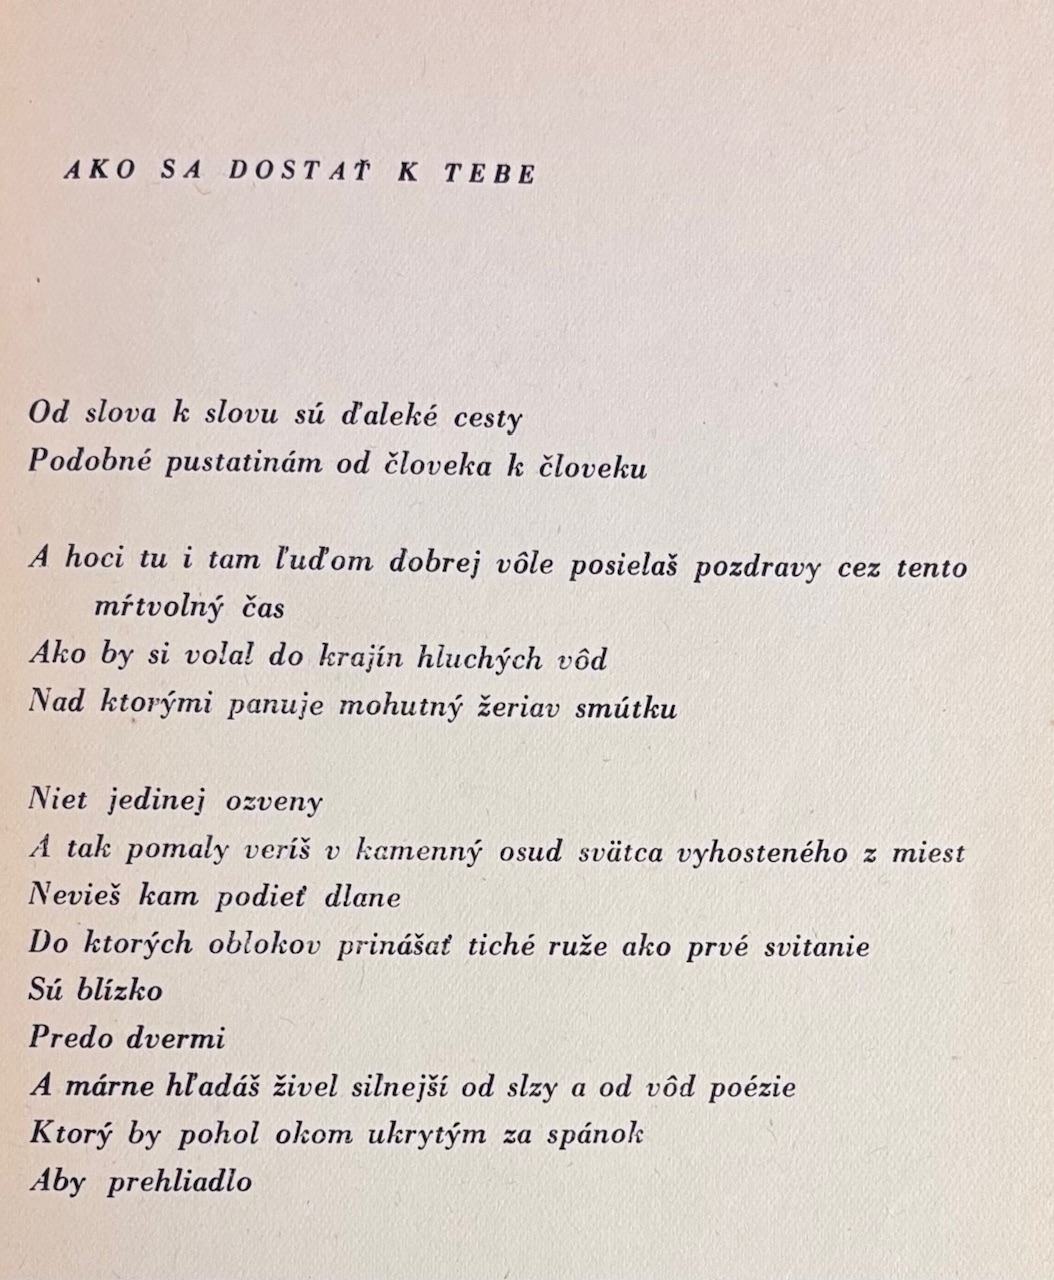 AKO SA DOSTAŤ K TEBE
Od slova k slovu sú ďaleké cesty
Podobné pustatinám od človeka k človeku
A hoci tu i tam ľuďom dobrej vôle posielaš pozdravy cez tento
mŕtvolný čas
Ako by si volal do krajín hluchých vôd
Nad ktorými panuje mohutný žeriav smútku
Niet jedinej ozveny
A tak pomaly veríš v kamenný osud svätca vyhosteného z miest
Nevieš kam podieť dlane
Do ktorých oblokov prinášať tiché ruže ako prvé svitanie
Sú blízko
Predo dvermi
A márne hľadáš živel silnejší od slzy a od vôd poézie
Ktorý by pohol okom ukrytým za spánok
Aby prehliadlo